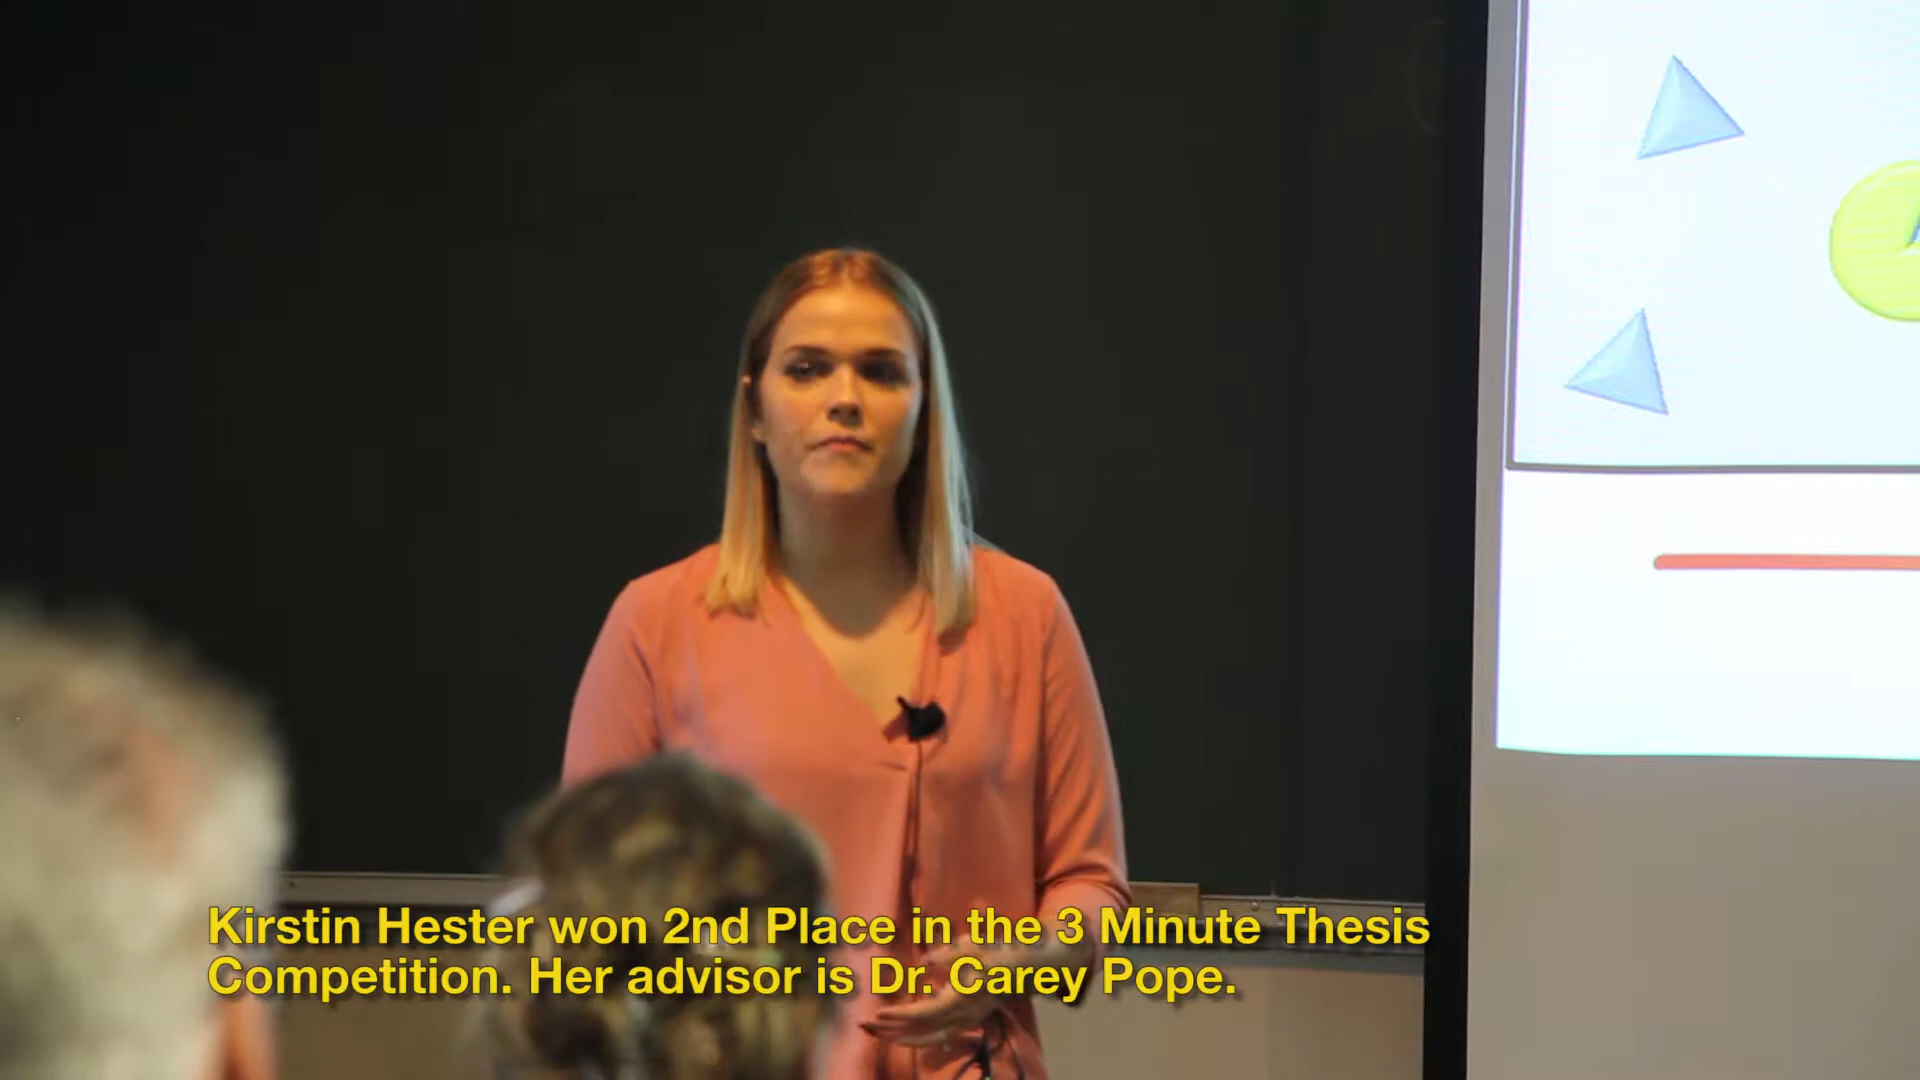 Kirstin Hester won 2nd Place in the 3 Minute Thesis
Competition. Her advisor is Dr. Carey Pope.